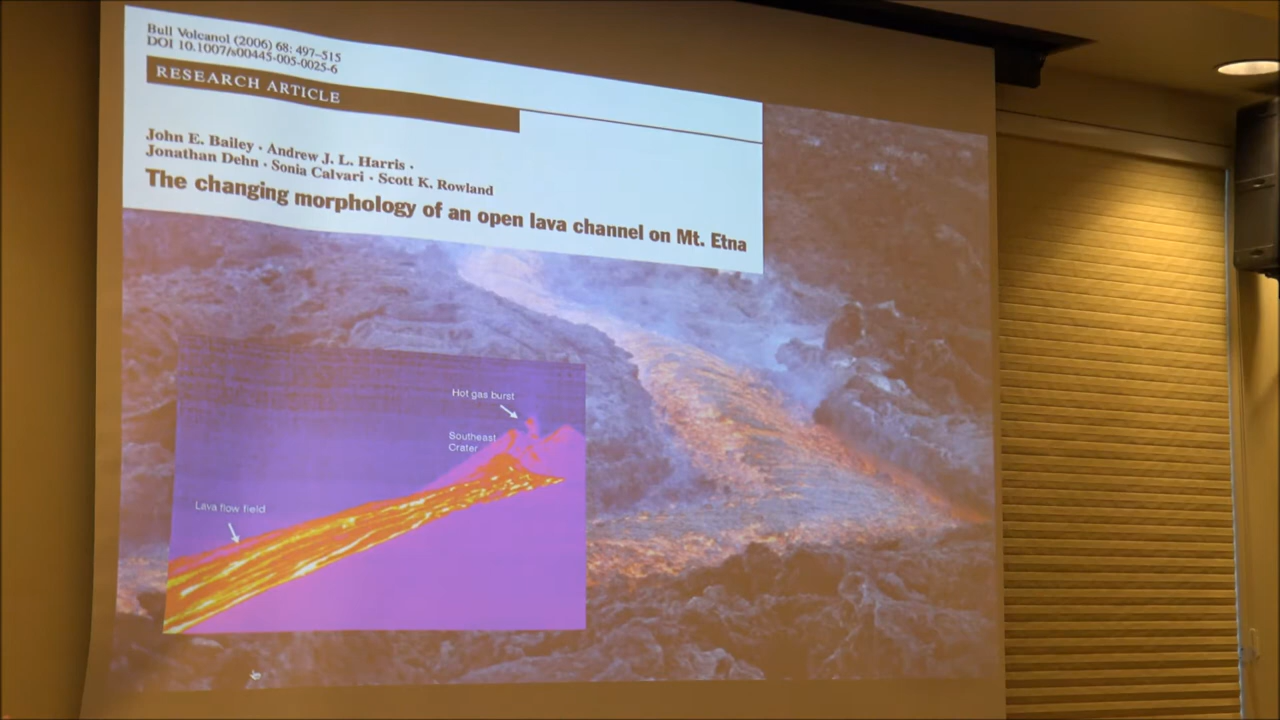 Bull Volcanol (2006) 68: 497–515
DOI 10.1007/s00445-005-0025-6
RESEARCH ARTICLE
John E. Bailey · Andrew J. L. Harris ·
Jonathan Dehn · Sonia Calvari · Scott K. Rowland
The changing morphology of an open lava channel on Mt. Etna
Hot gas burst
Southeast
Crater
Lava flow field